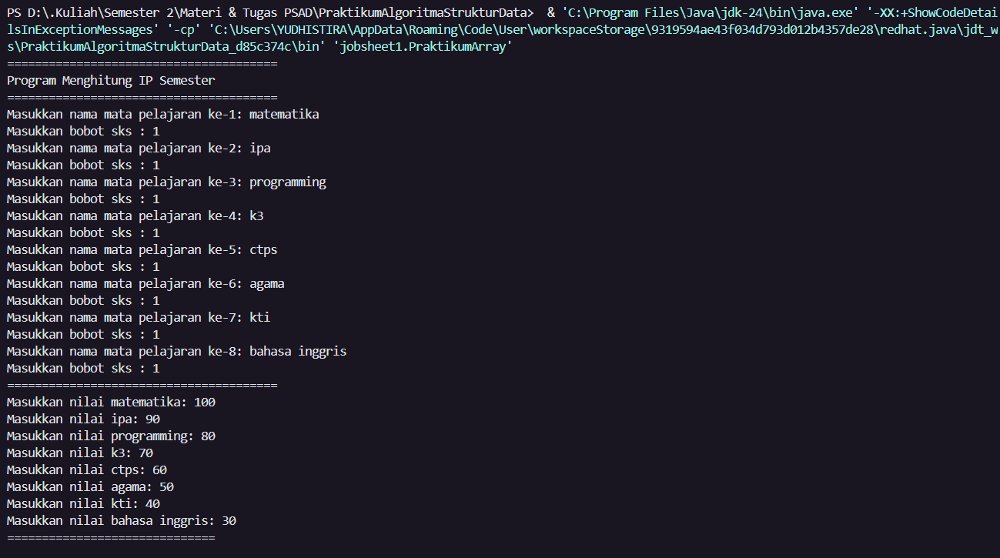 PS D:\.Kuliah\Semester 2\Materi & Tugas PSAD\PraktikumAlgoritmaStrukturData>  & 'C:\Program Files\Java\jdk-24\bin\java.exe' '-XX:+ShowCodeDetai
lsInExceptionMessages' '-cp' 'C:\Users\YUDHISTIRA\AppData\Roaming\Code\User\workspaceStorage\9319594ae43f034d793d012b4357de28\redhat.java\jdt_w
s\PraktikumAlgoritmaStrukturData_d85c374c\bin' 'jobsheet1.PraktikumArray'
=======================================
Program Menghitung IP Semester
=======================================
Masukkan nama mata pelajaran ke-1: matematika
Masukkan bobot sks : 1
Masukkan nama mata pelajaran ke-2: ipa
Masukkan bobot sks : 1
Masukkan nama mata pelajaran ke-3: programming
Masukkan bobot sks : 1
Masukkan nama mata pelajaran ke-4: k3
Masukkan bobot sks : 1
Masukkan nama mata pelajaran ke-5: ctps
Masukkan bobot sks : 1
Masukkan nama mata pelajaran ke-6: agama
Masukkan bobot sks : 1
Masukkan nama mata pelajaran ke-7: kti
Masukkan bobot sks : 1
Masukkan nama mata pelajaran ke-8: bahasa inggris
Masukkan bobot sks : 1
=======================================
Masukkan nilai matematika: 100
Masukkan nilai ipa: 90
Masukkan nilai programming: 80
Masukkan nilai k3: 70
Masukkan nilai ctps: 60
Masukkan nilai agama: 50
Masukkan nilai kti: 40
Masukkan nilai bahasa inggris: 30
==============================